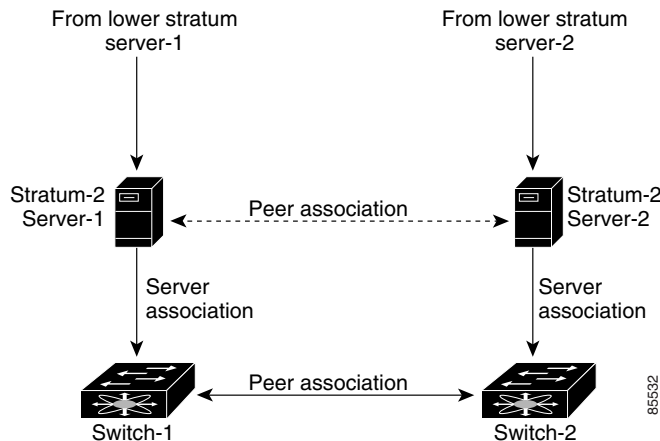 From lower stratum
server-1
From lower stratum
server-2
Stratum-2
Server-1
Peer association
Stratum-2
Server-2
Server
association
Server
association
Peer association
Switch-1
Switch-2
85532